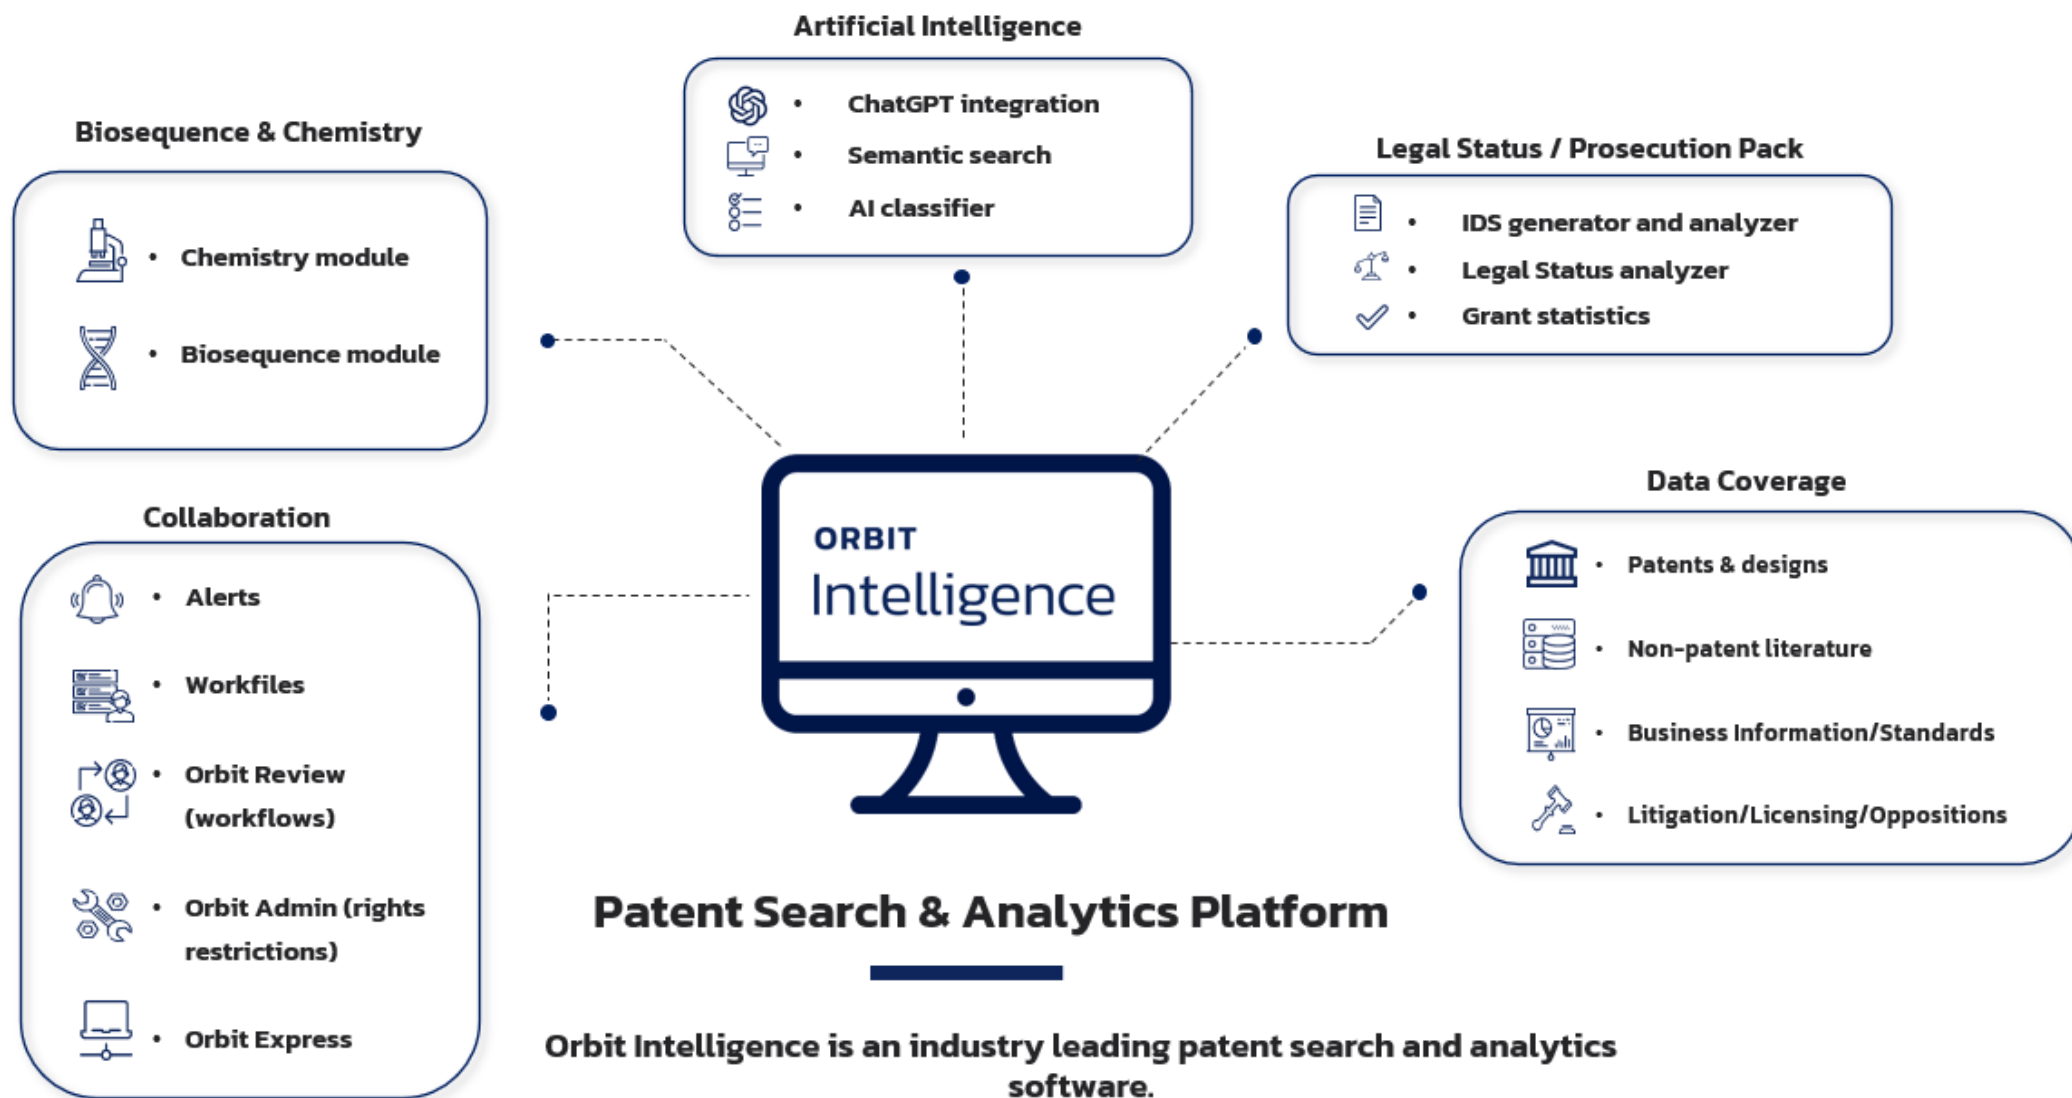 Artificial Intelligence
• ChatGPT integration
• Semantic search
• AI classifier
Biosequence & Chemistry
• Chemistry module
• Biosequence module
Legal Status / Prosecution Pack
• IDS generator and analyzer
• Legal Status analyzer
• Grant statistics
Collaboration
• Alerts
• Workfiles
• Orbit Review
(workflows)
• Orbit Admin (rights
restrictions)
• Orbit Express
ORBIT
Intelligence
Data Coverage
• Patents & designs
• Non-patent literature
• Business Information/Standards
• Litigation/Licensing/Oppositions
Patent Search & Analytics Platform
Orbit Intelligence is an industry leading patent search and analytics
software.